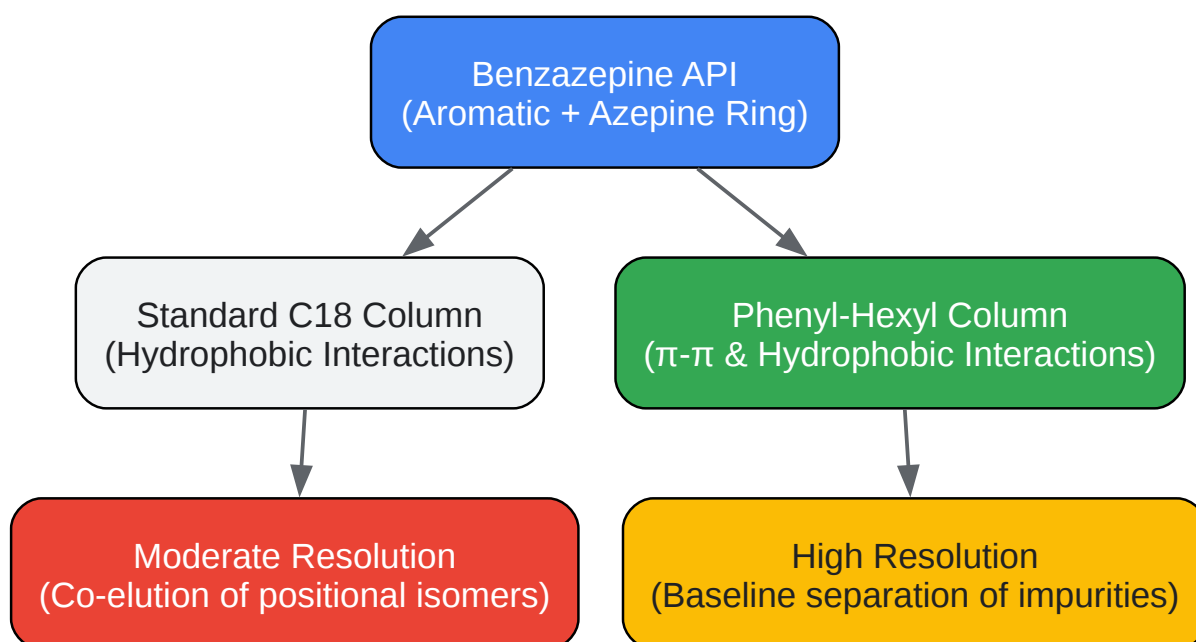 Benzazepine API
(Aromatic + Azepine Ring)
Standard C18 Column
(Hydrophobic Interactions)
Phenyl-Hexyl Column
(π-π & Hydrophobic Interactions)
Moderate Resolution
(Co-elution of positional isomers)
High Resolution
(Baseline separation of impurities)